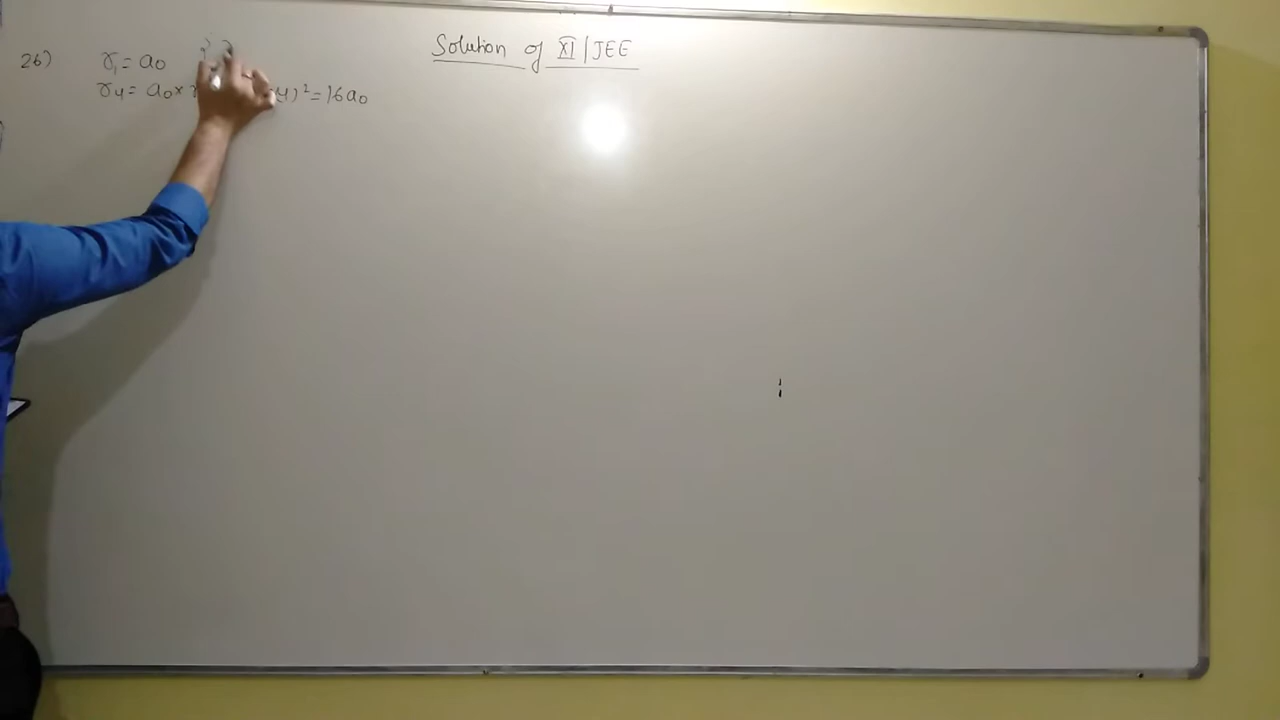 Solution of XI | JEE
26) r₁ = a₀
r₄ = a₀ × 4)² = 16a₀